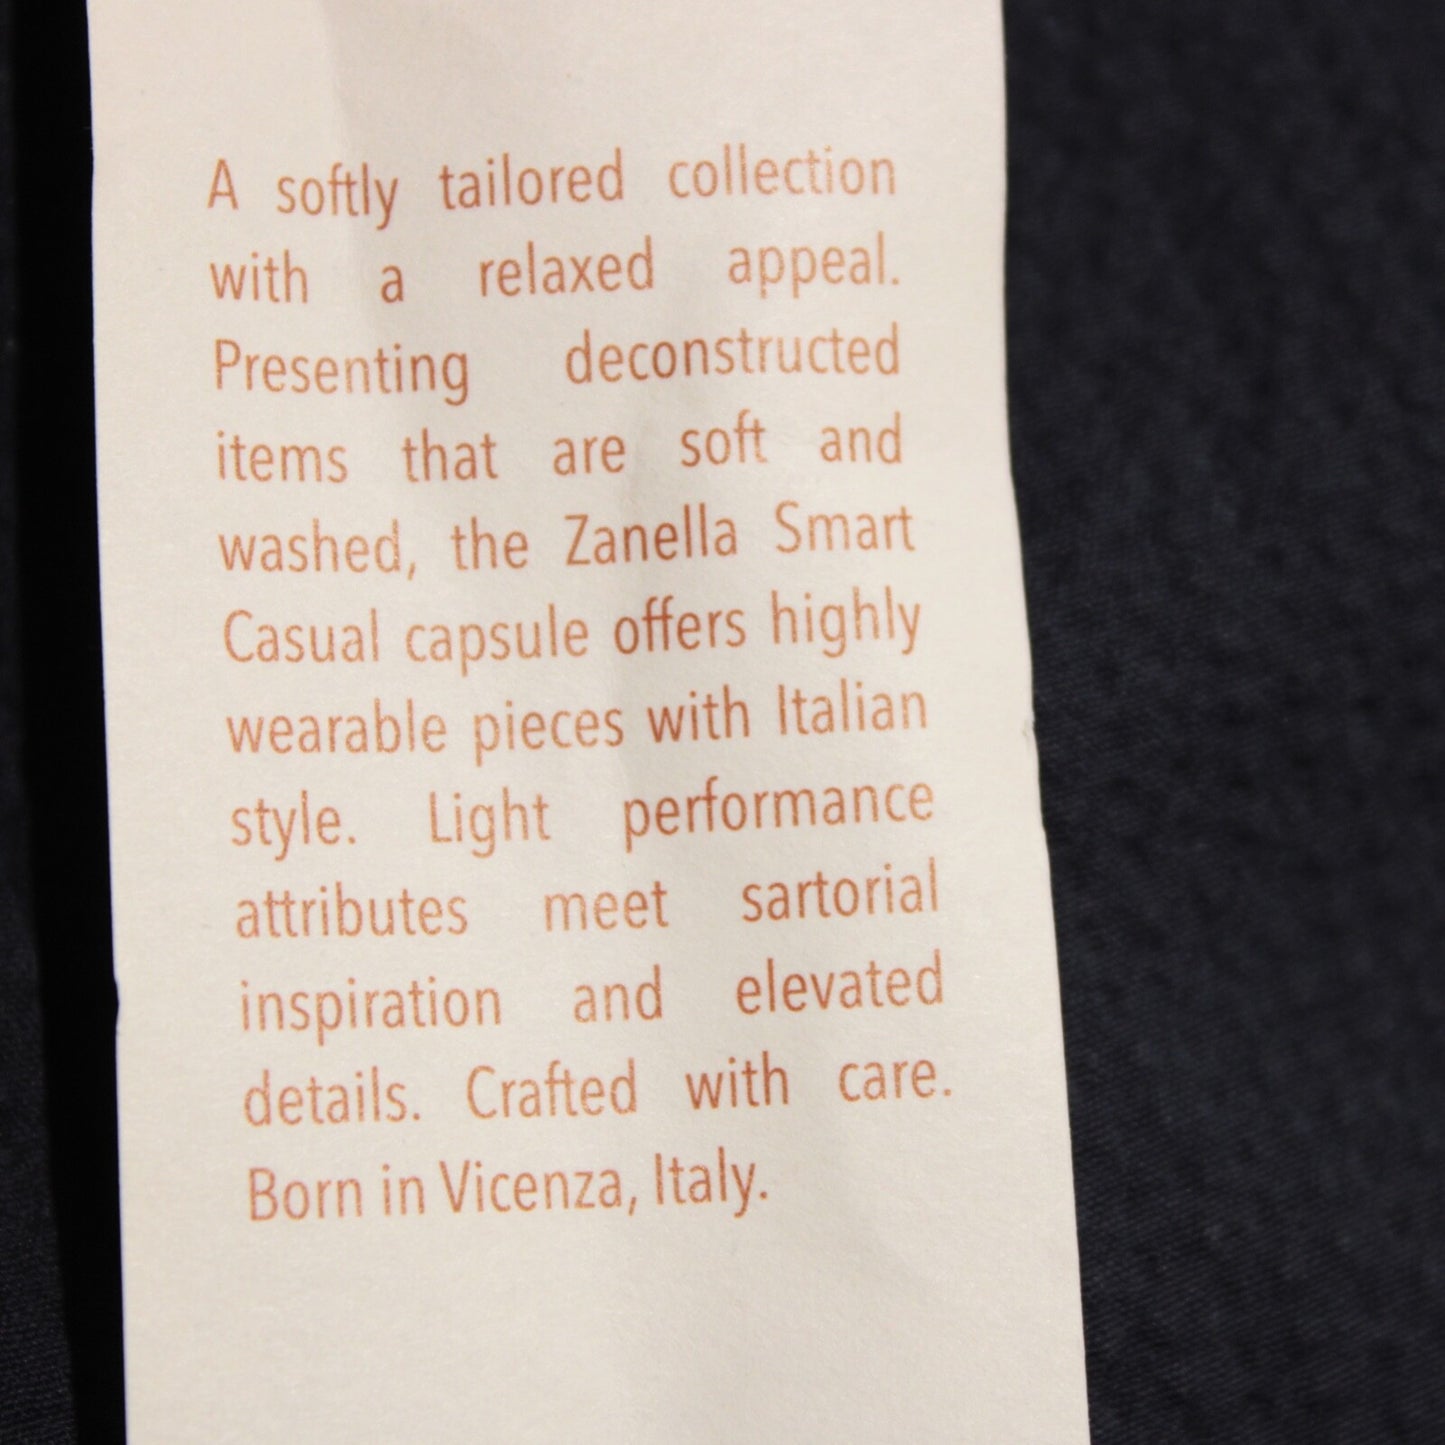 A softly tailored collection
with a relaxed appeal.
Presenting deconstructed
items that are soft and
washed, the Zanella Smart
Casual capsule offers highly
wearable pieces with Italian
style. Light performance
attributes meet sartorial
inspiration and elevated
details. Crafted with care.
Born in Vicenza, Italy.